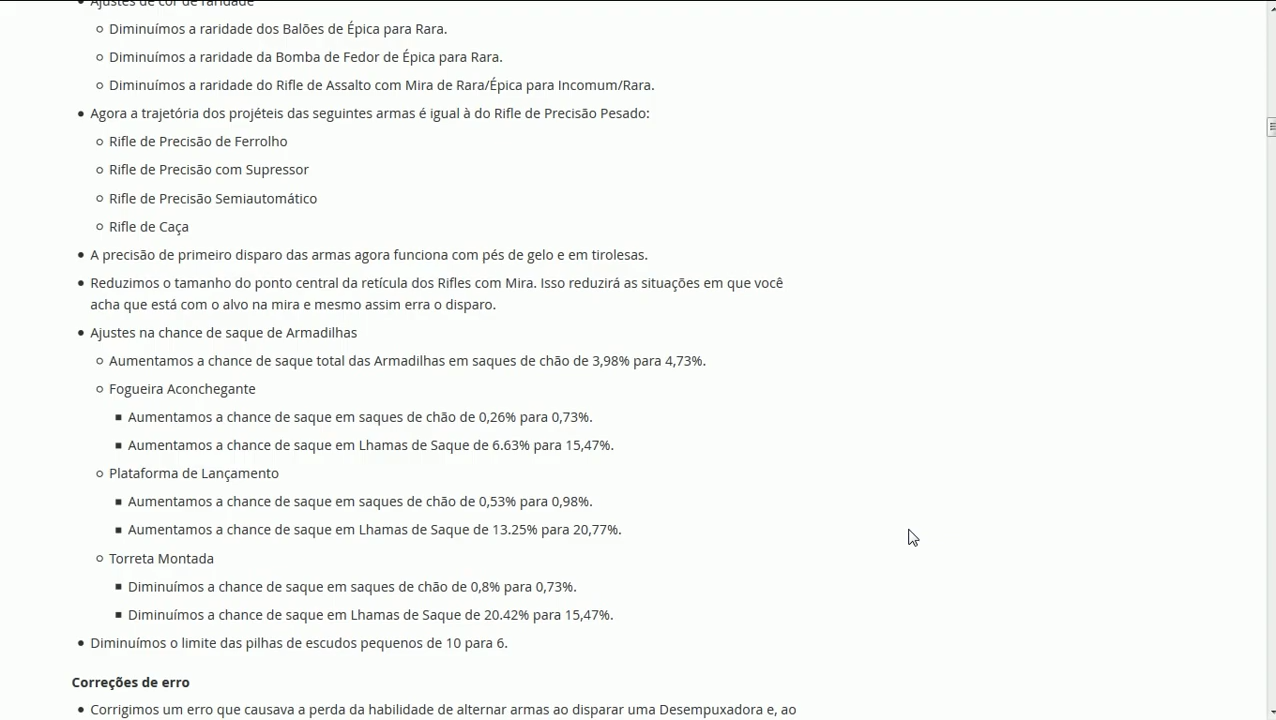 Ajustes de cor de raridade
Diminuímos a raridade dos Balões de Épica para Rara.
Diminuímos a raridade da Bomba de Fedor de Épica para Rara.
Diminuímos a raridade do Rifle de Assalto com Mira de Rara/Épica para Incomum/Rara.
Agora a trajetória dos projéteis das seguintes armas é igual à do Rifle de Precisão Pesado:
Rifle de Precisão de Ferrolho
Rifle de Precisão com Supressor
Rifle de Precisão Semiautomático
Rifle de Caça
A precisão de primeiro disparo das armas agora funciona com pés de gelo e em tirolesas.
Reduzimos o tamanho do ponto central da retícula dos Rifles com Mira. Isso reduzirá as situações em que você
acha que está com o alvo na mira e mesmo assim erra o disparo.
Ajustes na chance de saque de Armadilhas
Aumentamos a chance de saque total das Armadilhas em saques de chão de 3,98% para 4,73%.
Fogueira Aconchegante
Aumentamos a chance de saque em saques de chão de 0,26% para 0,73%.
Aumentamos a chance de saque em Lhamas de Saque de 6.63% para 15,47%.
Plataforma de Lançamento
Aumentamos a chance de saque em saques de chão de 0,53% para 0,98%.
Aumentamos a chance de saque em Lhamas de Saque de 13.25% para 20,77%.
Torreta Montada
Diminuímos a chance de saque em saques de chão de 0,8% para 0,73%.
Diminuímos a chance de saque em Lhamas de Saque de 20.42% para 15,47%.
Diminuímos o limite das pilhas de escudos pequenos de 10 para 6.
Correções de erro
Corrigimos um erro que causava a perda da habilidade de alternar armas ao disparar uma Desempuxadora e, ao